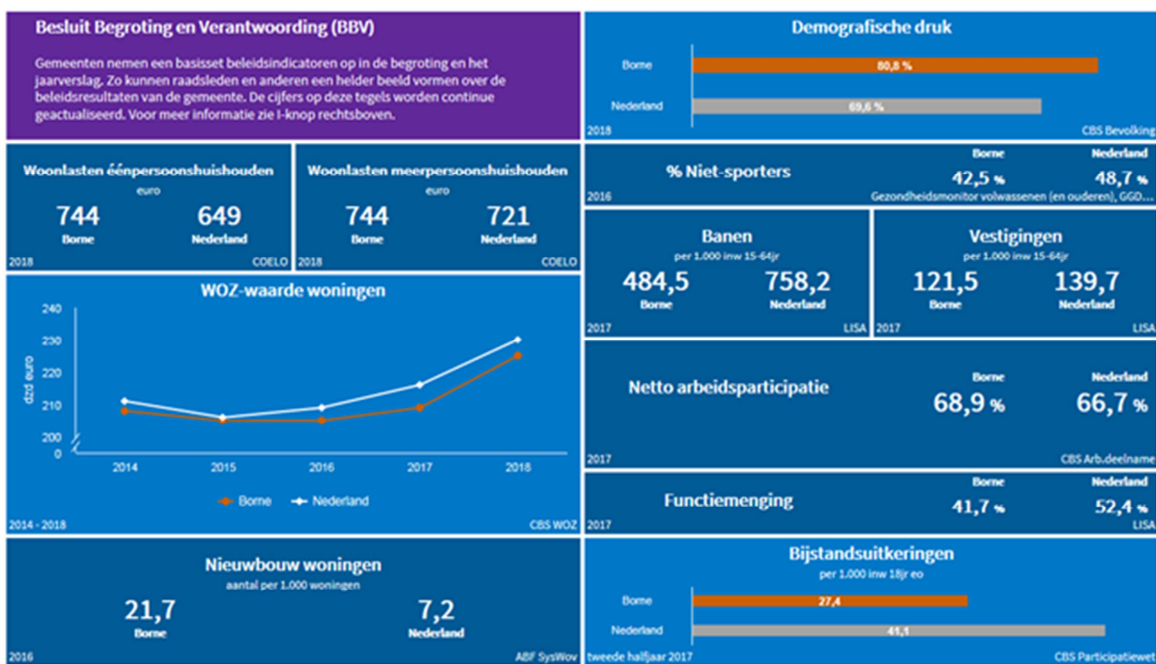 Besluit Begroting en Verantwoording (BBV)
Gemeenten nemen een basisset beleidsindicatoren op in de begroting en het
jaarverslag. Zo kunnen raadsleden en anderen een helder beeld vormen over de
beleidsresultaten van de gemeente. De cijfers op deze tegels worden continue
geactualiseerd. Voor meer informatie zie I-knop rechtsboven.
Woonlasten éénpersoonshuishouden
euro
744 649
Borne Nederland
2018 COELO
Woonlasten meerpersoonshuishouden
euro
744 721
Borne Nederland
2018 COELO
WOZ-waarde woningen
dzd euro
240
230
220
210
200
0
2014 2015 2016 2017 2018
Borne Nederland
2014 - 2018 CBS WOZ
Nieuwbouw woningen
aantal per 1.000 woningen
21,7 7,2
Borne Nederland
2016 ABF SysWov
Demografische druk
Borne 80,8 %
Nederland 69,6 %
2018 CBS Bevolking
Borne Nederland
% Niet-sporters 42,5 % 48,7 %
2016 Gezondheidsmonitor volwassenen (en ouderen), GGD...
Banen
per 1.000 inw 15-64jr
484,5 758,2
Borne Nederland
2017 LISA
Vestigingen
per 1.000 inw 15-64jr
121,5 139,7
Borne Nederland
2017 LISA
Borne Nederland
Netto arbeidsparticipatie 68,9 % 66,7 %
2017 CBS Arb.deelname
Borne Nederland
Functiemenging 41,7 % 52,4 %
2017 LISA
Bijstandsuitkeringen
per 1.000 inw 18jr eo
Borne 27,4
Nederland 41,1
tweede halfjaar 2017 CBS Participatiewet